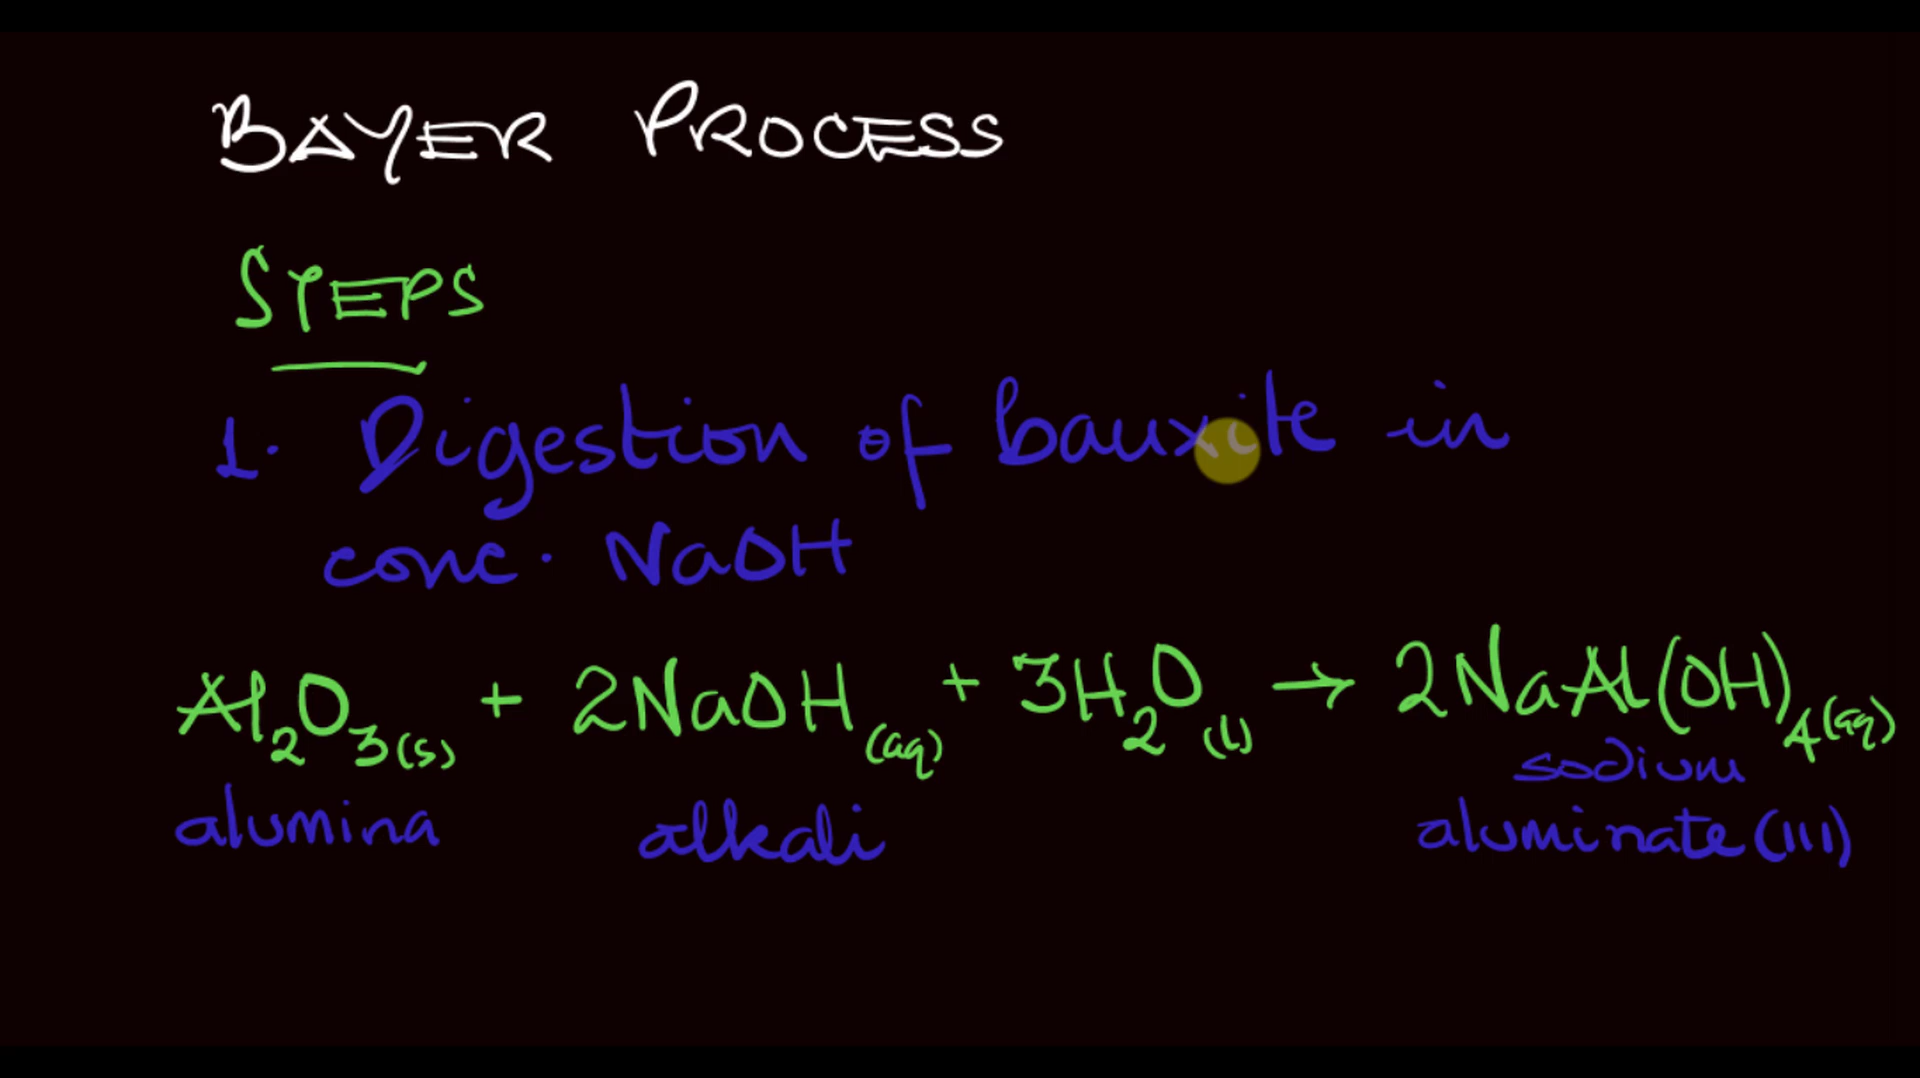 BAYER PROCESS
STEPS
1. Digestion of bauxite in
conc. NaOH
Al₂O₃(s) + 2NaOH(aq) + 3H₂O(l) → 2NaAl(OH)₄(aq)
alumina alkali sodium
aluminate (III)